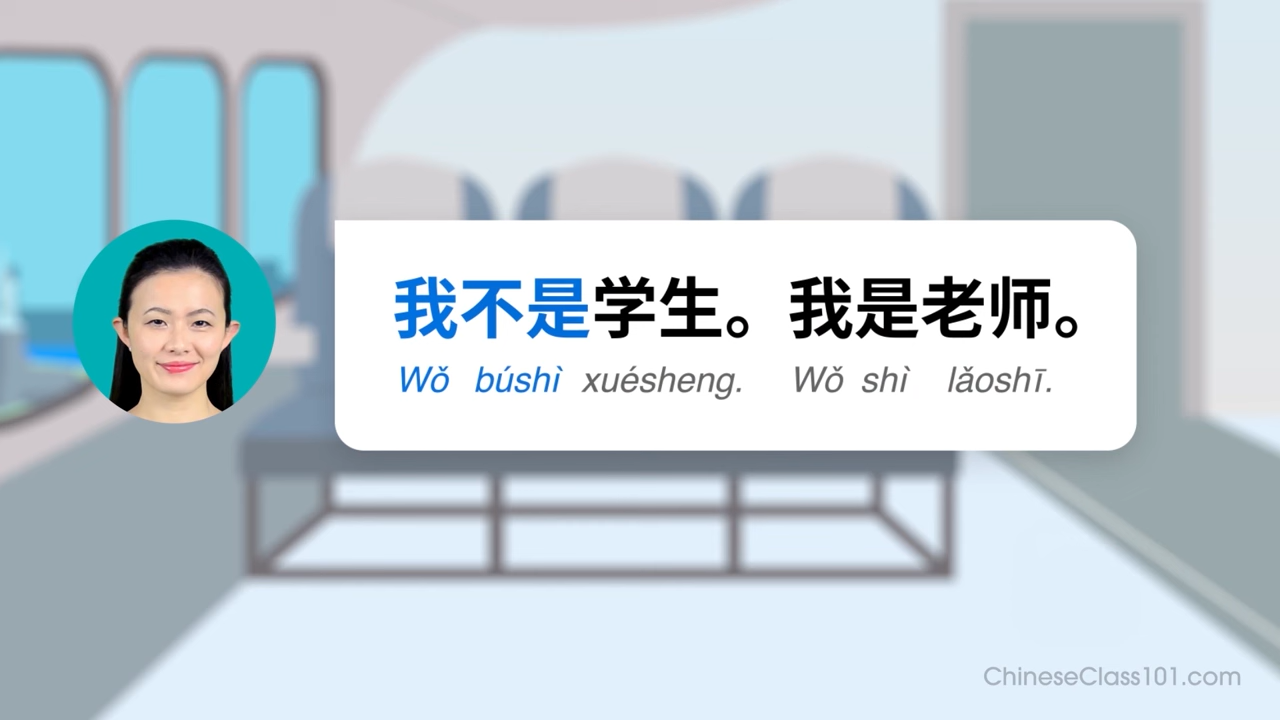 我不是学生。我是老师。
Wǒ búshì xuésheng. Wǒ shì lǎoshī.
ChineseClass101.com